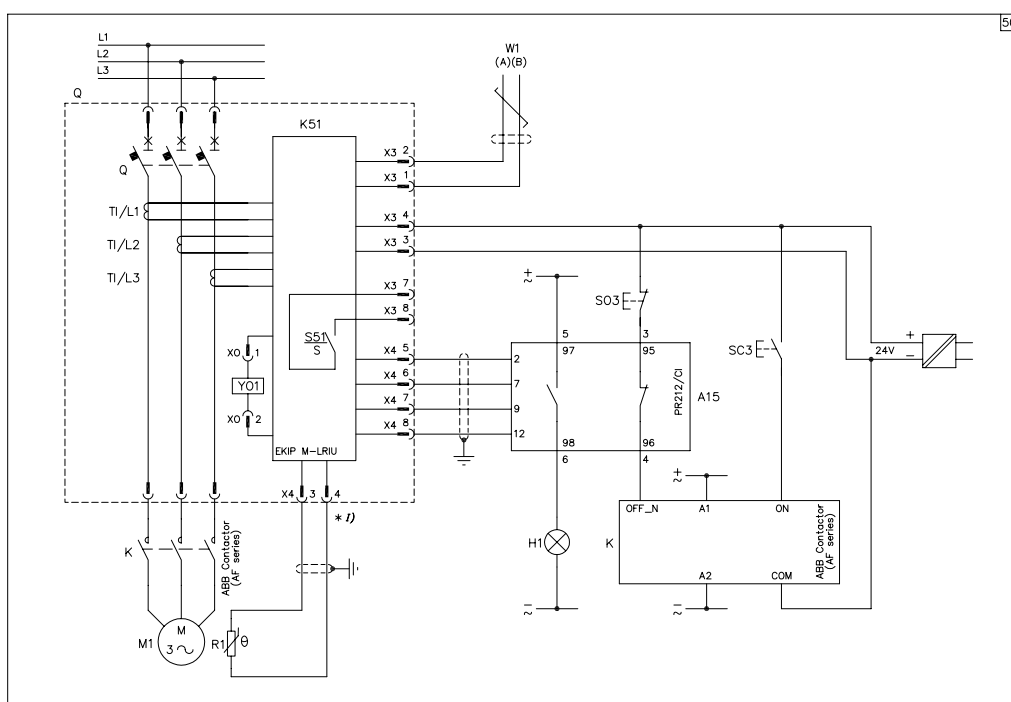 50
L1
L2
L3
W1
(A)(B)
Q
K51
X3 2
X3 1
Q
TI/L1
X3 4
TI/L2
X3 3
TI/L3
X3 7
X3 8
+
~
SO3
5
3
+
SC3
24V
−
S51
S
XO 1
YO1
XO 2
X4 5
X4 6
X4 7
X4 8
2
7
9
12
97
95
98
96
PR212/CI
A15
EKIP M-LRIU
6
4
X4 3 4
* 1)
+
~
OFF_N
A1
ON
K
A2
COM
ABB Contactor
(AF series)
H1
−
~
−
~
K
ABB Contactor
(AF series)
M1
M
3 ~
R1
θ